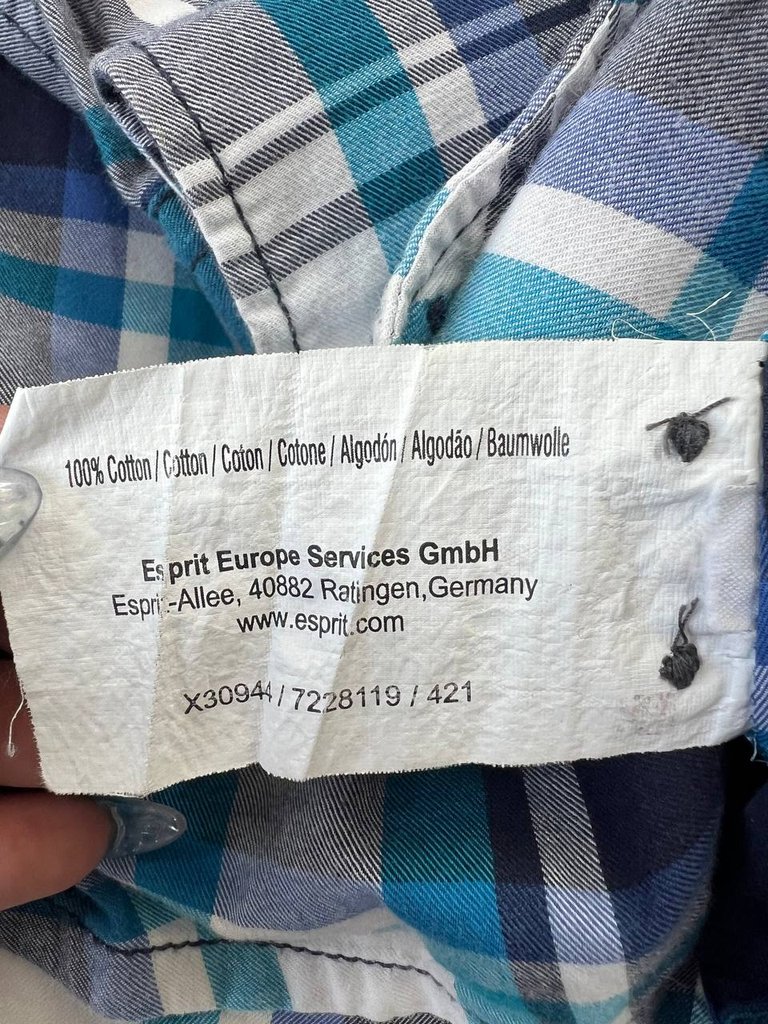 100% Cotton / Cotton / Coton / Cotone / Algodón / Algodão / Baumwolle
Esprit Europe Services GmbH
Esprit-Allee, 40882 Ratingen,Germany
www.esprit.com
X30944 / 7228119 / 421